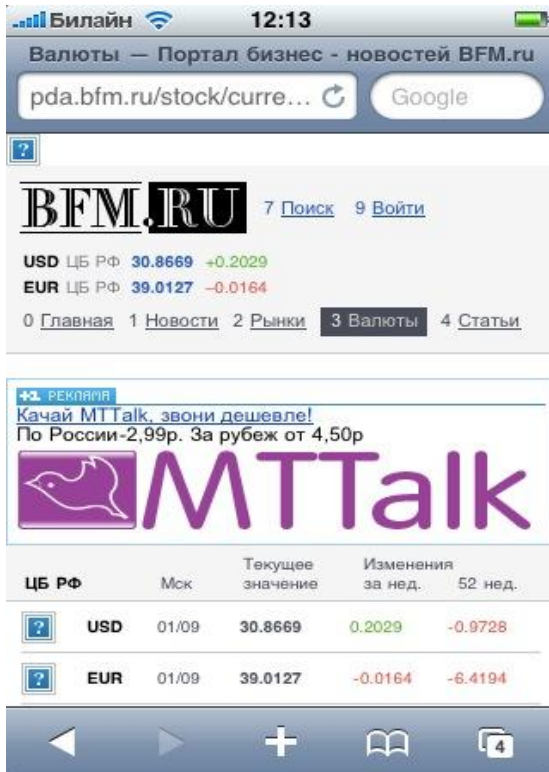 Билайн 12:13
Валюты — Портал бизнес - новостей BFM.ru
pda.bfm.ru/stock/curre... Google
BFM.RU 7 Поиск 9 Войти
USD ЦБ РФ 30.8669 +0.2029
EUR ЦБ РФ 39.0127 -0.0164
0 Главная 1 Новости 2 Рынки 3 Валюты 4 Статьи
+1 РЕКЛАМА
Качай MTTalk, звони дешевле!
По России-2,99р. За рубеж от 4,50р
MTTalk
Текущее Изменения
ЦБ РФ Мск значение за нед. 52 нед.
USD 01/09 30.8669 0.2029 -0.9728
EUR 01/09 39.0127 -0.0164 -6.4194
4